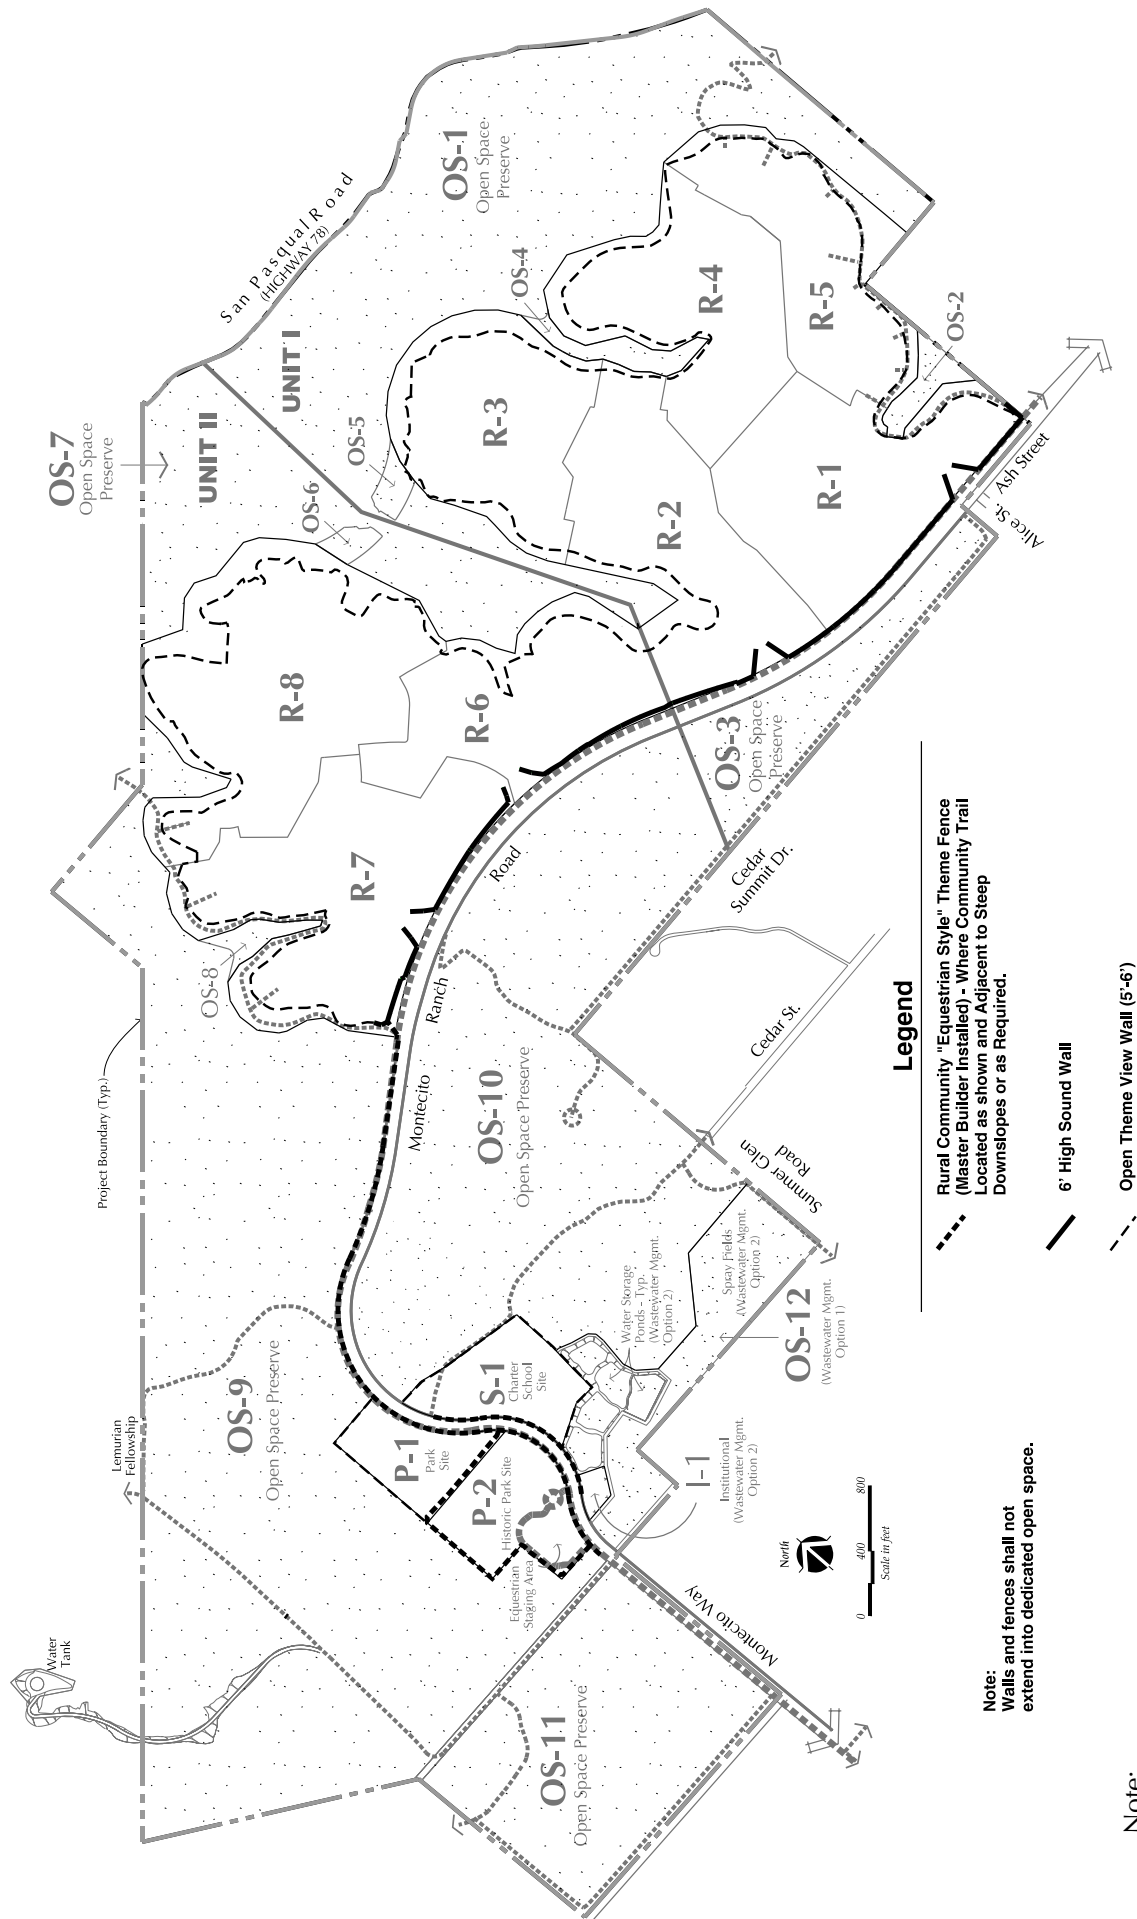 OS-7
Open Space
Preserve
San Pasqual Road
(HIGHWAY 78)
UNIT II
UNIT I
OS-1
Open Space
Preserve
OS-6
OS-5
OS-4
R-3
R-4
R-5
OS-2
R-2
R-1
R-8
R-6
R-7
OS-8
OS-3
Open Space
Preserve
Ash Street
Alice St.
Cedar
Summit Dr.
Cedar St.
Montecito
Ranch
Road
Project Boundary (Typ.)
OS-10
Open Space Preserve
Summer Glen
Road
OS-9
Open Space Preserve
Lemurian
Fellowship
Water
Tank
S-1
Charter
School
Site
P-1
Park
Site
P-2
Historic Park Site
Equestrian
Staging Area
Water Storage
Ponds - Typ.
(Wastewater Mgmt.
Option 2)
Spray Fields
(Wastewater Mgmt.
Option 2)
OS-12
(Wastewater Mgmt.
Option 1)
I-1
Institutional
(Wastewater Mgmt.
Option 2)
OS-11
Open Space Preserve
Montecito Way
North
0 400 800
Scale in feet
Legend
Rural Community "Equestrian Style" Theme Fence
(Master Builder Installed) - Where Community Trail
Located as shown and Adjacent to Steep
Downslopes or as Required.
6' High Sound Wall
Open Theme View Wall (5'-6')
Note:
Walls and fences shall not
extend into dedicated open space.
Note: